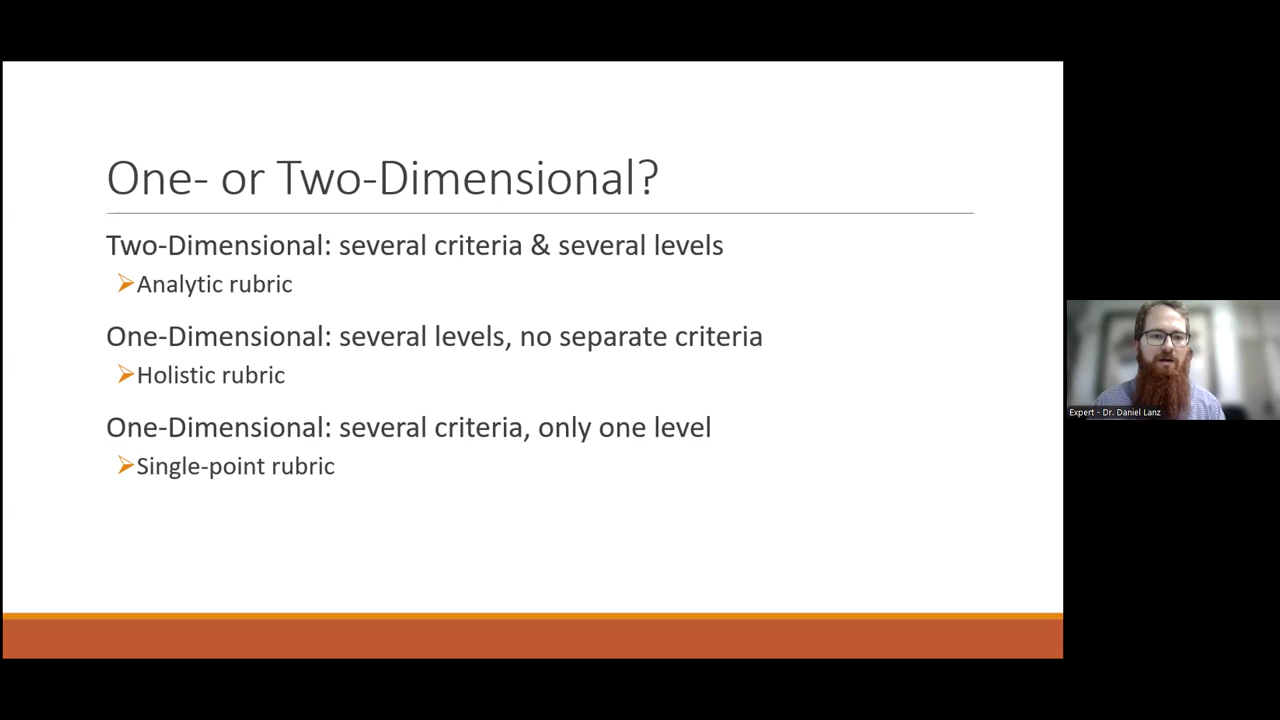 One- or Two-Dimensional?
Two-Dimensional: several criteria & several levels
Analytic rubric
One-Dimensional: several levels, no separate criteria
Holistic rubric
One-Dimensional: several criteria, only one level
Single-point rubric
Expert - Dr. Daniel Lanz